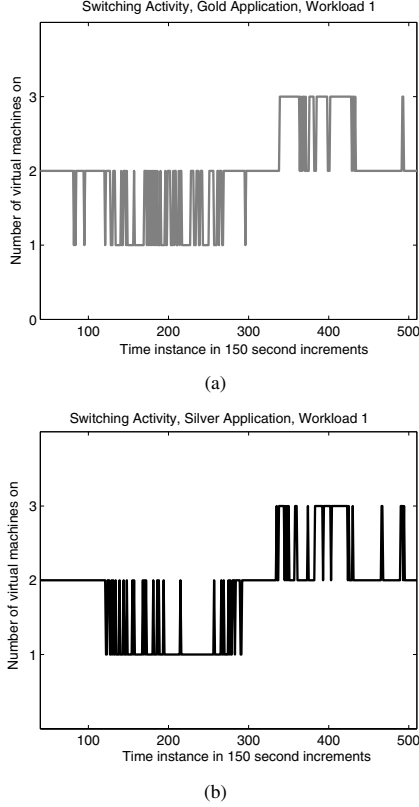 Switching Activity, Gold Application, Workload 1
Number of virtual machines on
3
2
1
0
100
200
300
400
500
Time instance in 150 second increments
(a)
Switching Activity, Silver Application, Workload 1
Number of virtual machines on
3
2
1
100
200
300
400
500
Time instance in 150 second increments
(b)